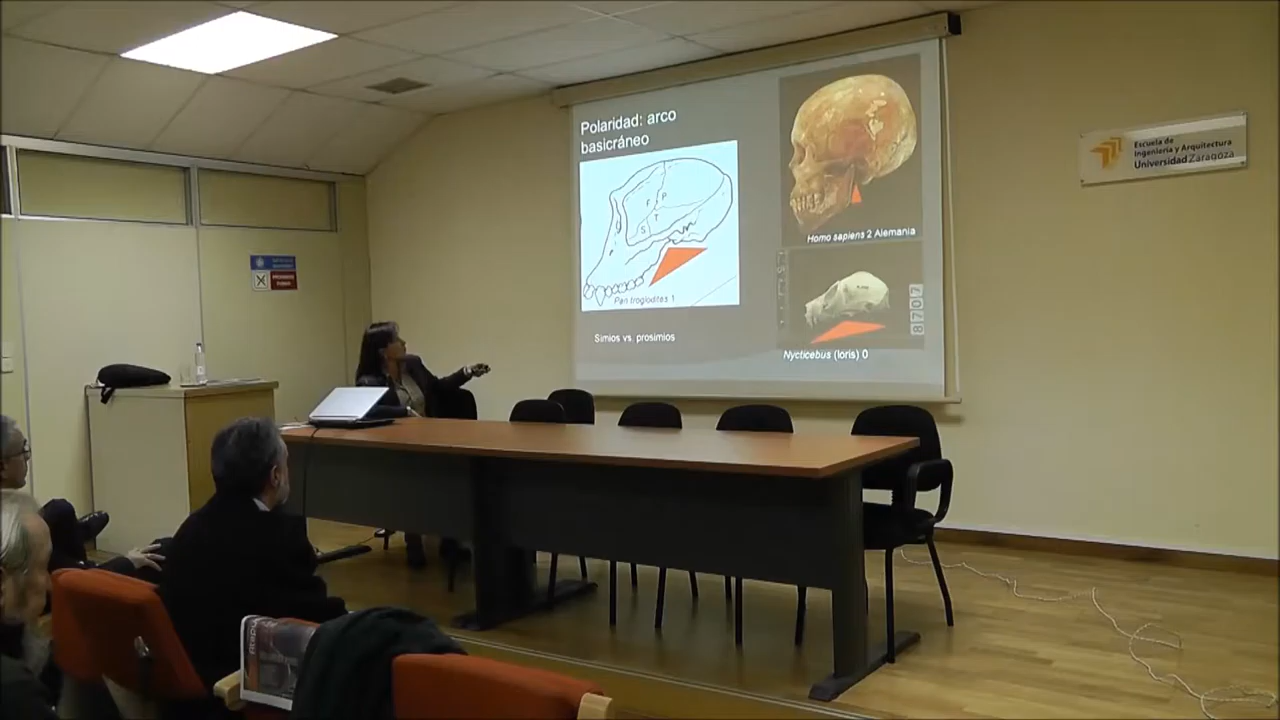 Polaridad: arco
basicráneo
F
P
T
S
Pan troglodites 1
Simios vs. prosimios
Homo sapiens 2 Alemania
8707
Nycticebus (loris) 0
Escuela de
Ingeniería y Arquitectura
Universidad Zaragoza